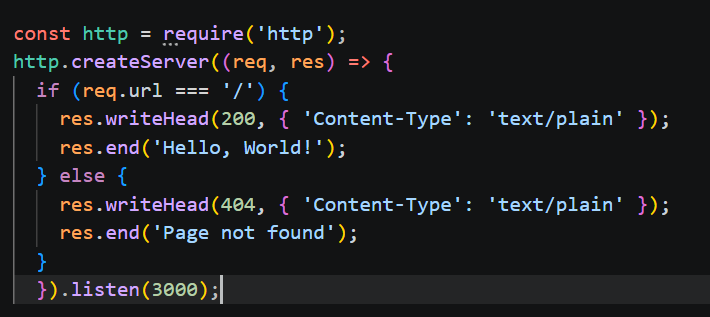 const http = require('http');
http.createServer((req, res) => {
  if (req.url === '/') {
    res.writeHead(200, { 'Content-Type': 'text/plain' });
    res.end('Hello, World!');
  } else {
    res.writeHead(404, { 'Content-Type': 'text/plain' });
    res.end('Page not found');
  }
  }).listen(3000);